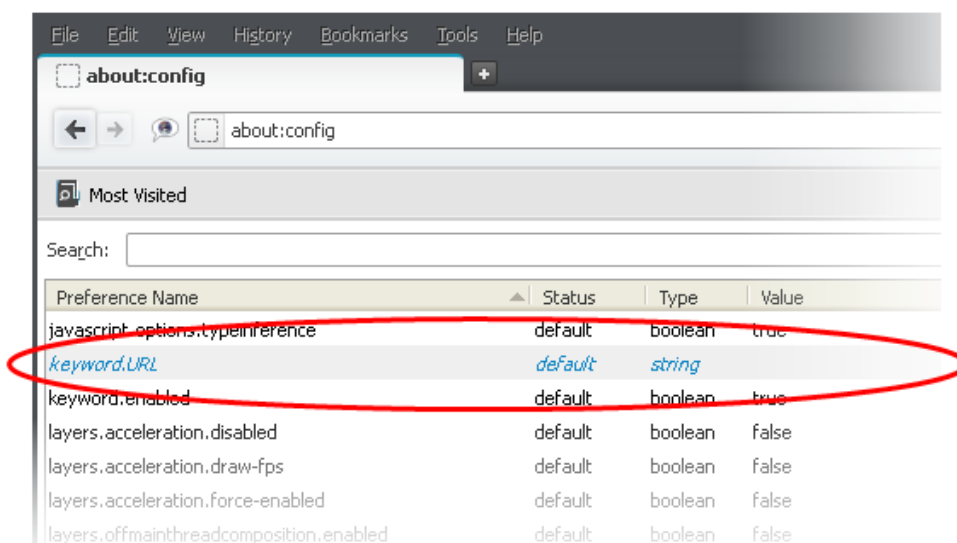 File Edit View History Bookmarks Tools Help
about:config
about:config
Most Visited
Search:
Preference Name Status Type Value
javascript.options.typeinference default boolean true
keyword.URL default string
keyword.enabled default boolean true
layers.acceleration.disabled default boolean false
layers.acceleration.draw-fps default boolean false
layers.acceleration.force-enabled default boolean false
layers.offmainthreadcomposition.enabled default boolean false